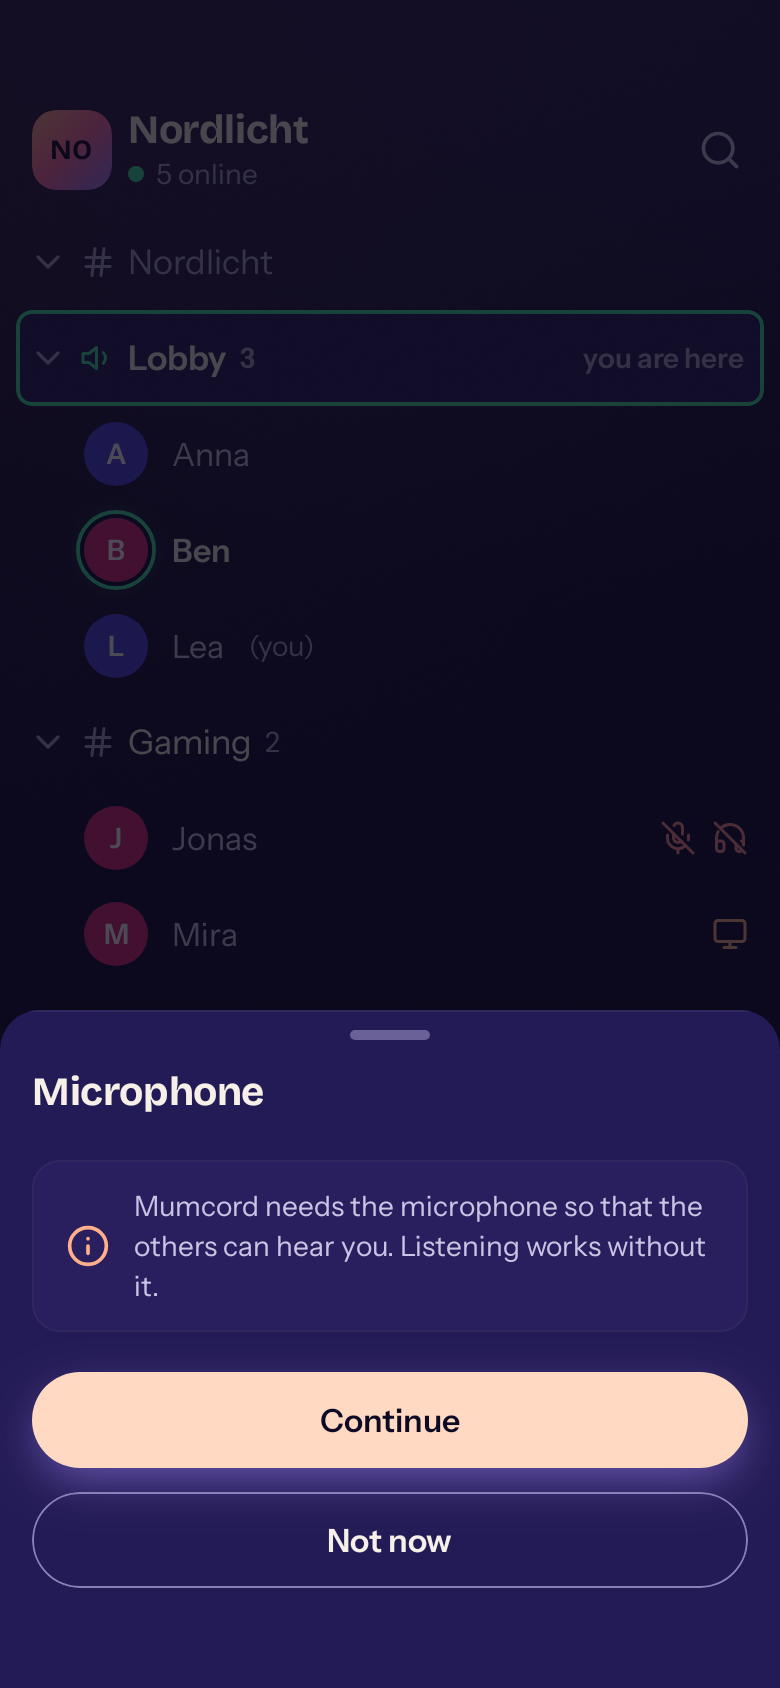 NO
Nordlicht
5 online
# Nordlicht
Lobby 3 you are here
A Anna
B Ben
L Lea (you)
# Gaming 2
J Jonas
M Mira
Microphone
Mumcord needs the microphone so that the
others can hear you. Listening works without
it.
Continue
Not now